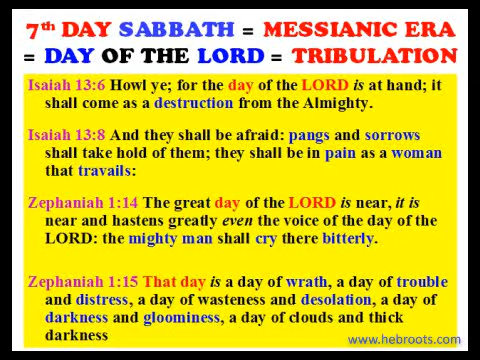 7th DAY SABBATH = MESSIANIC ERA
= DAY OF THE LORD = TRIBULATION
Isaiah 13:6 Howl ye; for the day of the LORD is at hand; it
shall come as a destruction from the Almighty.
Isaiah 13:8 And they shall be afraid: pangs and sorrows
shall take hold of them; they shall be in pain as a woman
that travails:
Zephaniah 1:14 The great day of the LORD is near, it is
near and hastens greatly even the voice of the day of the
LORD: the mighty man shall cry there bitterly.
Zephaniah 1:15 That day is a day of wrath, a day of trouble
and distress, a day of wasteness and desolation, a day of
darkness and gloominess, a day of clouds and thick
darkness
www.hebroots.com